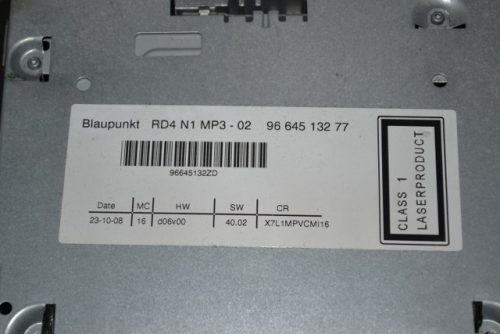 Blaupunkt RD4 N1 MP3 - 02 96 645 132 77
96645132ZD
Date MC HW SW CR
23-10-08 16 d06v00 40.02 X7L1MPVCMI16
CLASS 1
LASERPRODUCT